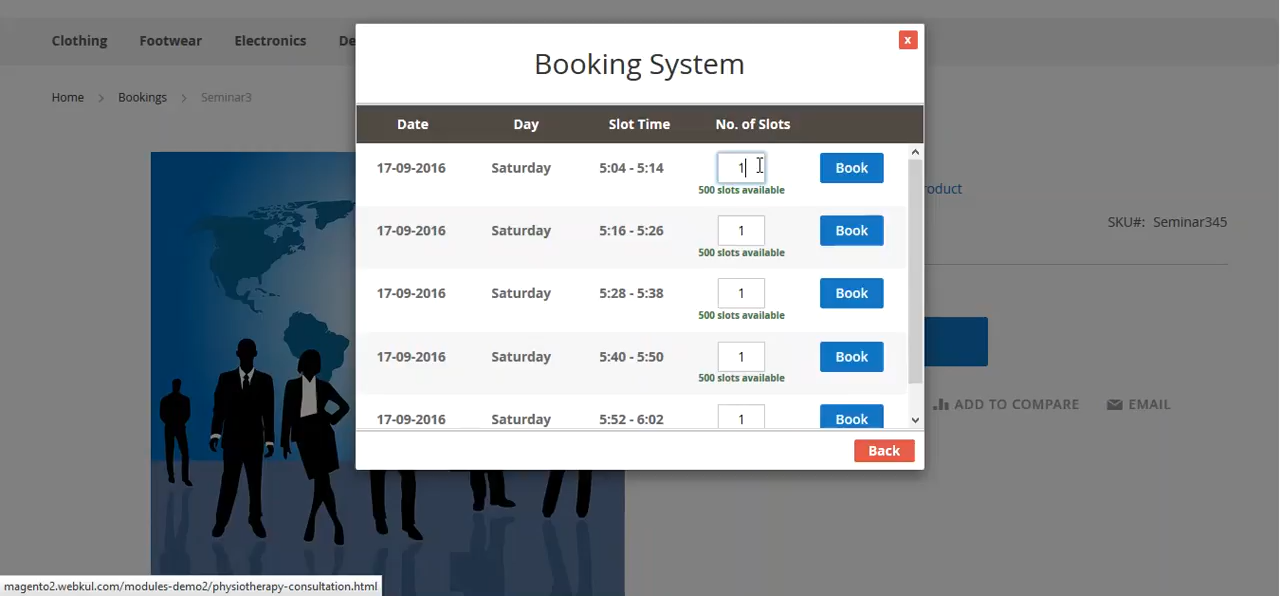 Clothing Footwear Electronics De
Home > Bookings > Seminar3
x
Booking System
Date Day Slot Time No. of Slots
17-09-2016 Saturday 5:04 - 5:14 1 Book
500 slots available
17-09-2016 Saturday 5:16 - 5:26 1 Book
500 slots available
17-09-2016 Saturday 5:28 - 5:38 1 Book
500 slots available
17-09-2016 Saturday 5:40 - 5:50 1 Book
500 slots available
17-09-2016 Saturday 5:52 - 6:02 1 Book
Back
roduct
SKU#: Seminar345
ADD TO COMPARE EMAIL
magento2.webkul.com/modules-demo2/physiotherapy-consultation.html